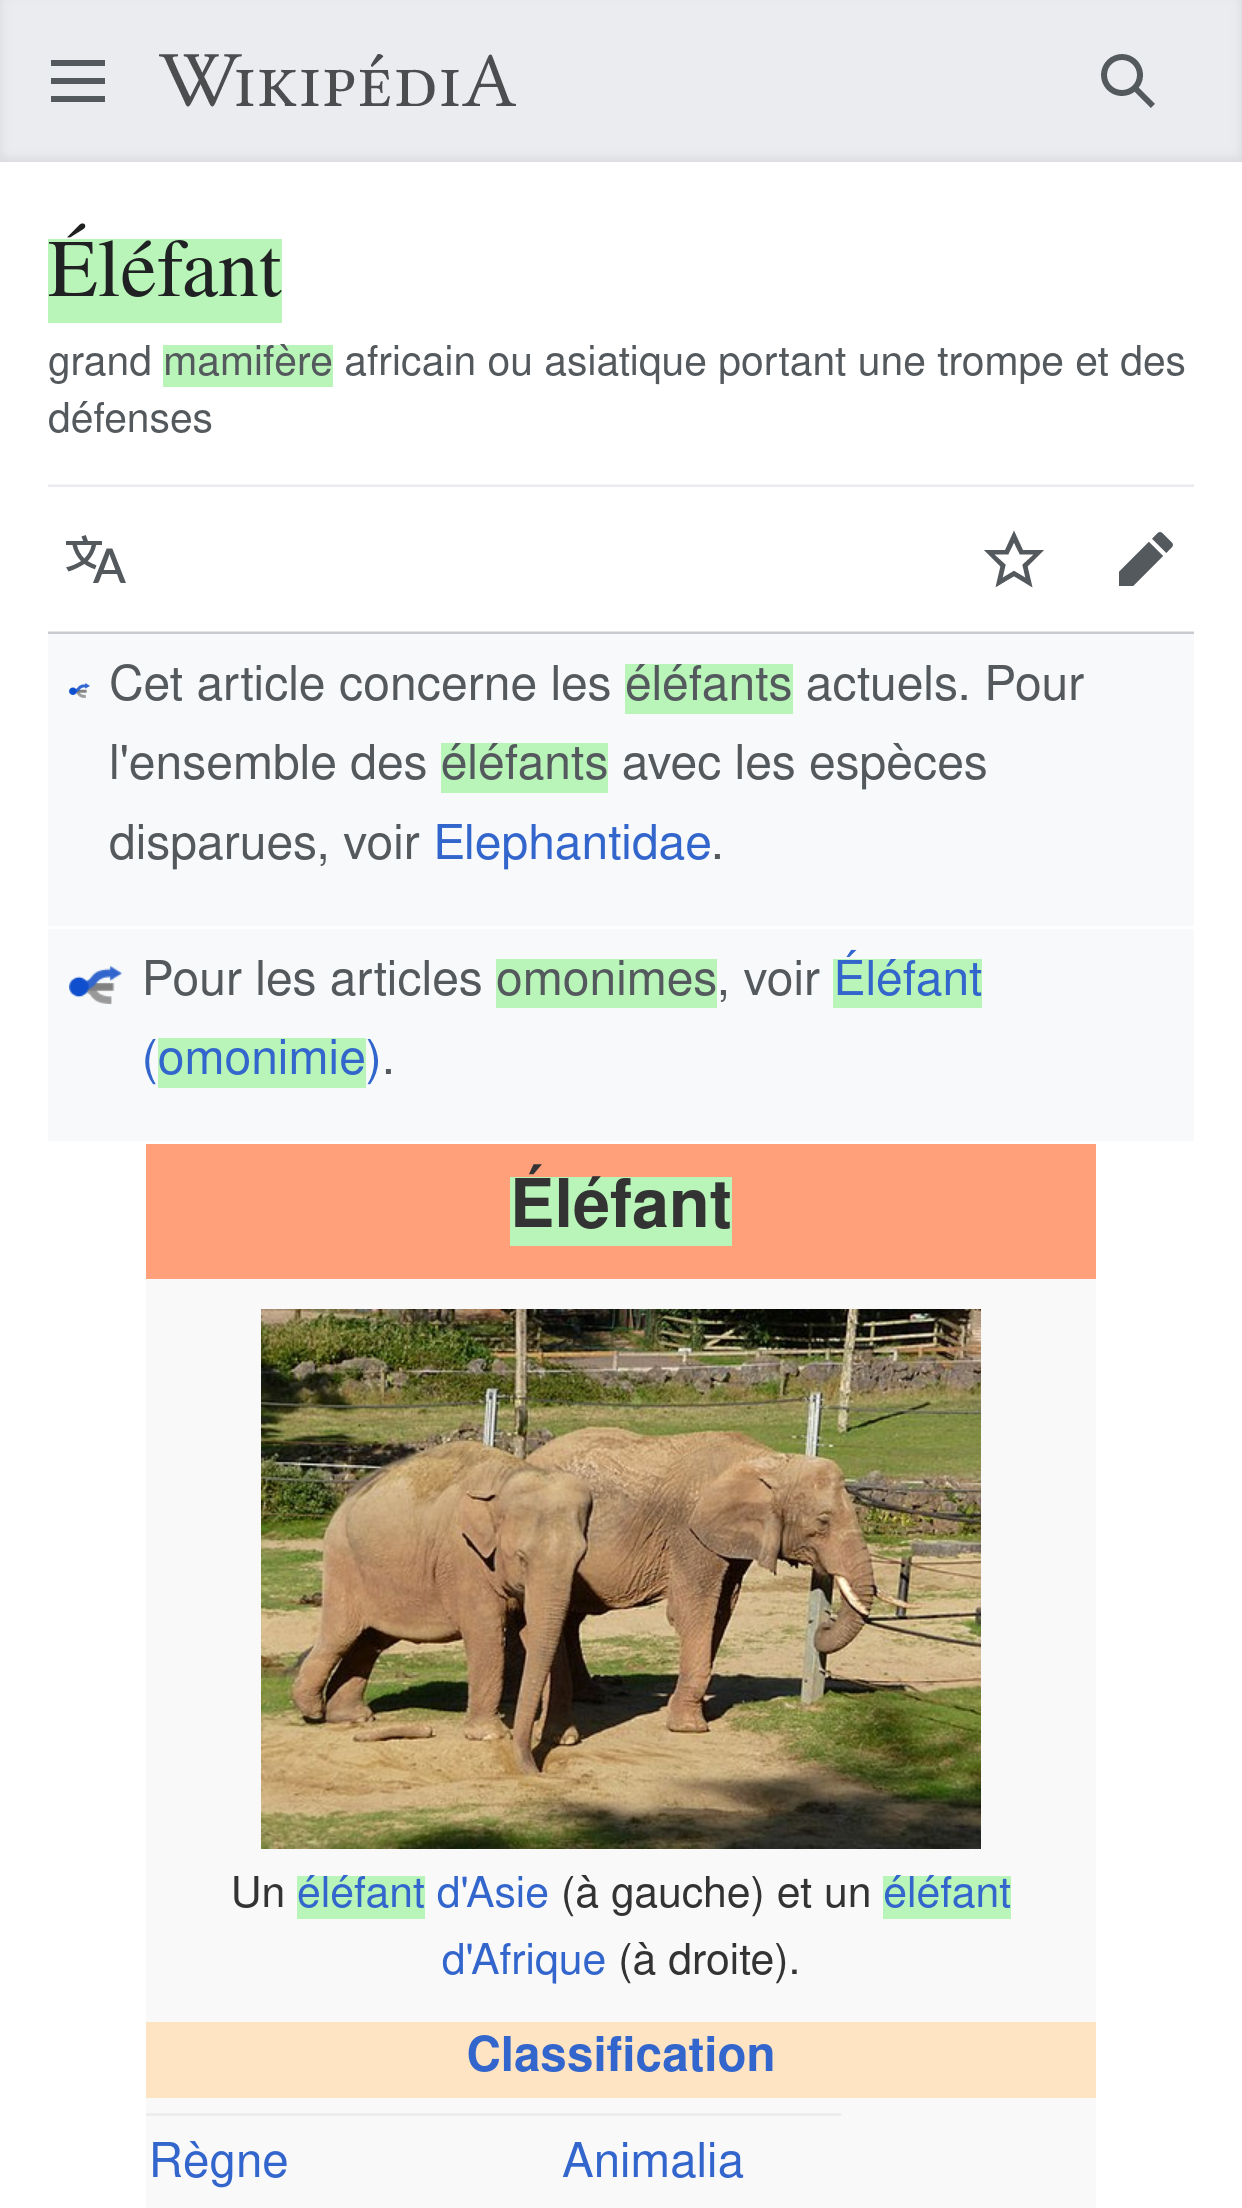 WIKIPÉDIA
Éléfant
grand mamifère africain ou asiatique portant une trompe et des
défenses
文A
Cet article concerne les éléfants actuels. Pour
l'ensemble des éléfants avec les espèces
disparues, voir Elephantidae.
Pour les articles omonimes, voir Éléfant
(omonimie).
Éléfant
Un éléfant d'Asie (à gauche) et un éléfant
d'Afrique (à droite).
Classification
Règne Animalia